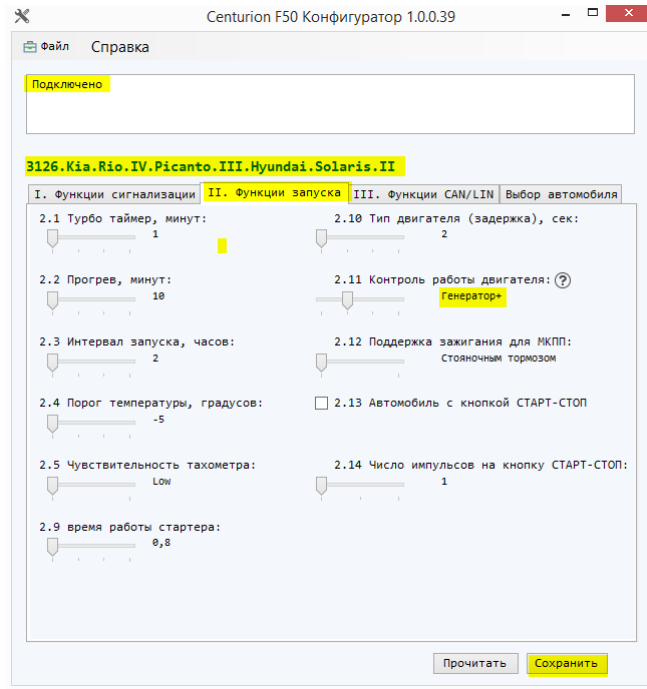 Centurion F50 Конфигуратор 1.0.0.39
Файл Справка
Подключено
3126.Kia.Rio.IV.Picanto.III.Hyundai.Solaris.II
I. Функции сигнализации II. Функции запуска III. Функции CAN/LIN Выбор автомобиля
2.1 Турбо таймер, минут:
1
2.2 Прогрев, минут:
10
2.3 Интервал запуска, часов:
2
2.4 Порог температуры, градусов:
-5
2.5 Чувствительность тахометра:
Low
2.9 время работы стартера:
0,8
2.10 Тип двигателя (задержка), сек:
2
2.11 Контроль работы двигателя: ?
Генератор+
2.12 Поддержка зажигания для МКПП:
Стояночным тормозом
2.13 Автомобиль с кнопкой СТАРТ-СТОП
2.14 Число импульсов на кнопку СТАРТ-СТОП:
1
Прочитать Сохранить